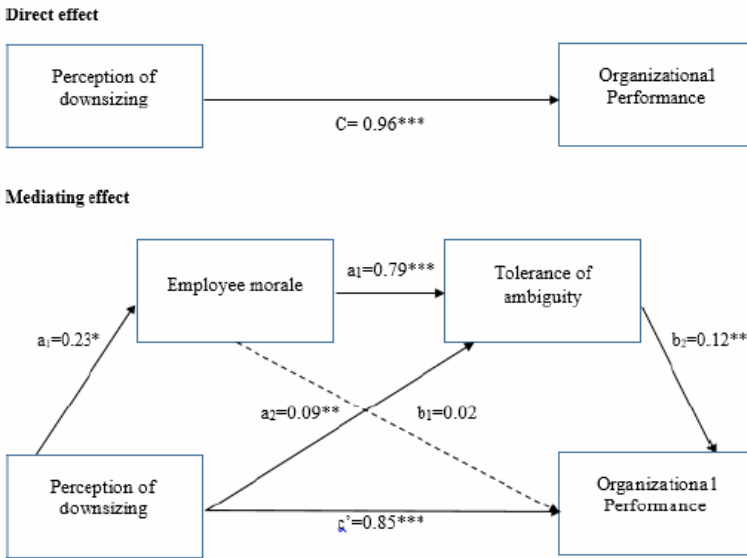 Direct effect
Perception of
downsizing
Organizational
Performance
C= 0.96***
Mediating effect
Employee morale
a₁=0.79***
Tolerance of
ambiguity
a₁=0.23*
b₂=0.12**
a₂=0.09**
b₁=0.02
Perception of
downsizing
Organizational
Performance
c’=0.85***